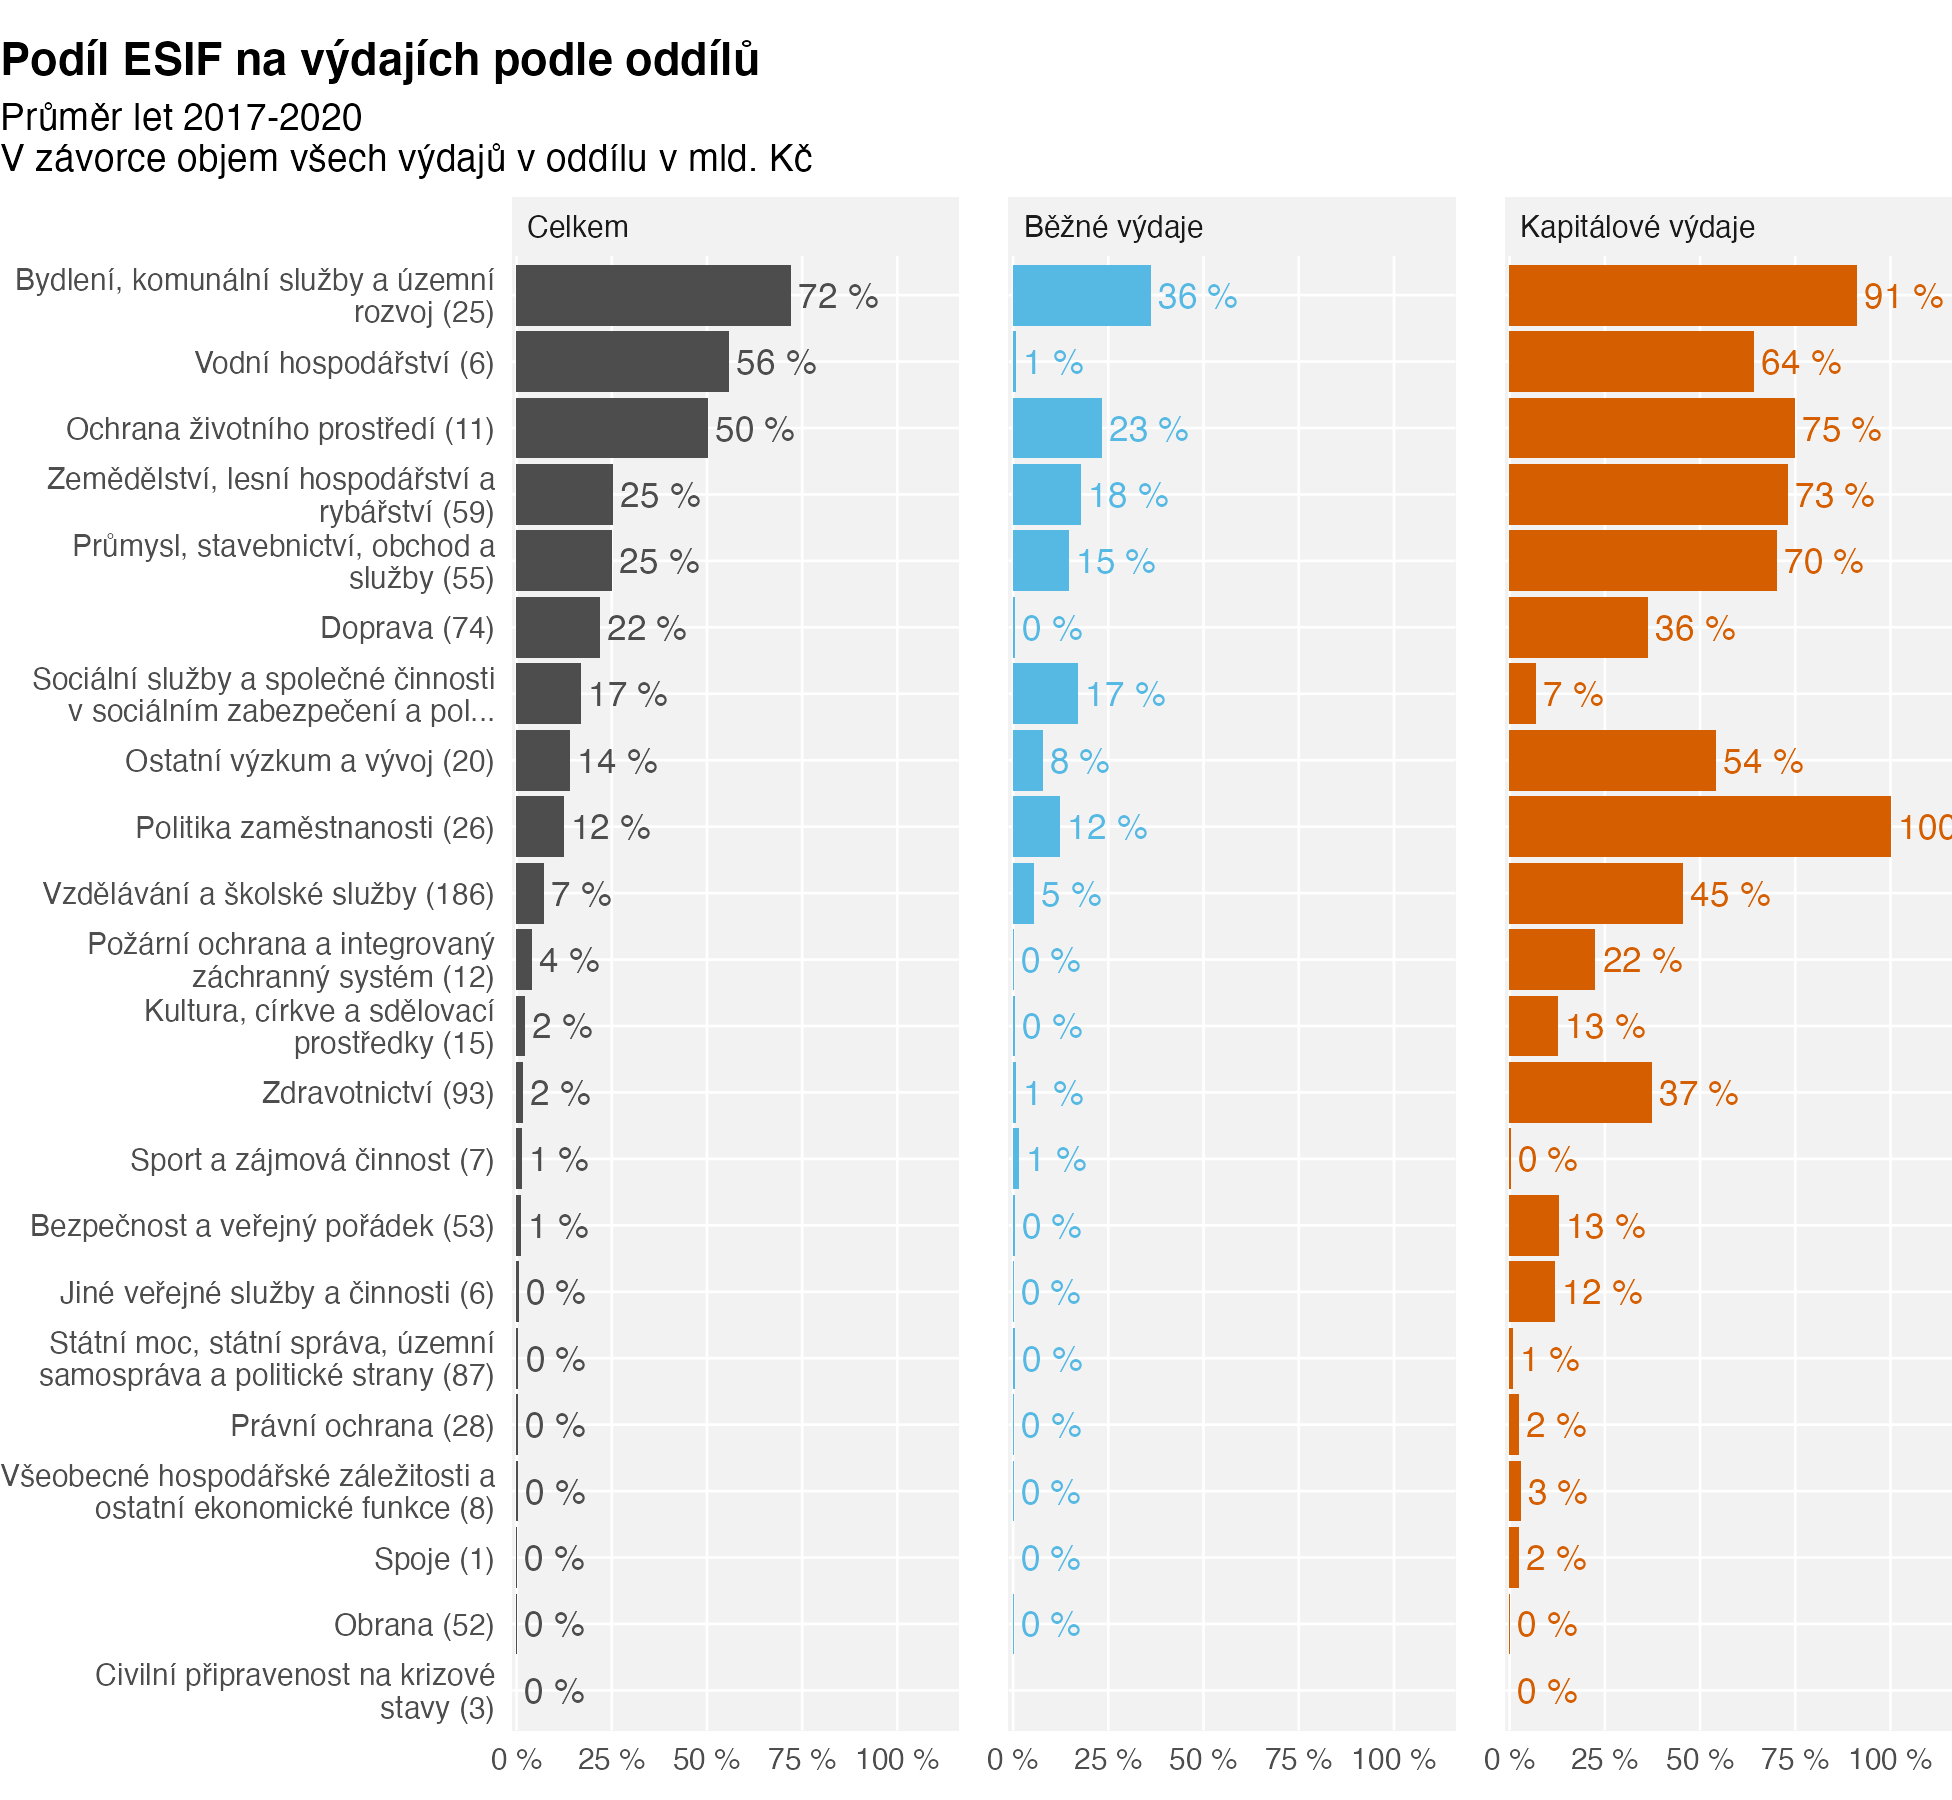 Podíl ESIF na výdajích podle oddílů
Průměr let 2017-2020
V závorce objem všech výdajů v oddílu v mld. Kč
Celkem
Běžné výdaje
Kapitálové výdaje
Bydlení, komunální služby a územní
rozvoj (25)
72 %
36 %
91 %
Vodní hospodářství (6)
56 %
1 %
64 %
Ochrana životního prostředí (11)
50 %
23 %
75 %
Zemědělství, lesní hospodářství a
rybářství (59)
25 %
18 %
73 %
Průmysl, stavebnictví, obchod a
služby (55)
25 %
15 %
70 %
Doprava (74)
22 %
0 %
36 %
Sociální služby a společné činnosti
v sociálním zabezpečení a pol...
17 %
17 %
7 %
Ostatní výzkum a vývoj (20)
14 %
8 %
54 %
Politika zaměstnanosti (26)
12 %
12 %
100
Vzdělávání a školské služby (186)
7 %
5 %
45 %
Požární ochrana a integrovaný
záchranný systém (12)
4 %
0 %
22 %
Kultura, církve a sdělovací
prostředky (15)
2 %
0 %
13 %
Zdravotnictví (93)
2 %
1 %
37 %
Sport a zájmová činnost (7)
1 %
1 %
0 %
Bezpečnost a veřejný pořádek (53)
1 %
0 %
13 %
Jiné veřejné služby a činnosti (6)
0 %
0 %
12 %
Státní moc, státní správa, územní
samospráva a politické strany (87)
0 %
0 %
1 %
Právní ochrana (28)
0 %
0 %
2 %
Všeobecné hospodářské záležitosti a
ostatní ekonomické funkce (8)
0 %
0 %
3 %
Spoje (1)
0 %
0 %
2 %
Obrana (52)
0 %
0 %
0 %
Civilní připravenost na krizové
stavy (3)
0 %
0 %
0 % 25 % 50 % 75 % 100 %
0 % 25 % 50 % 75 % 100 %
0 % 25 % 50 % 75 % 100 %